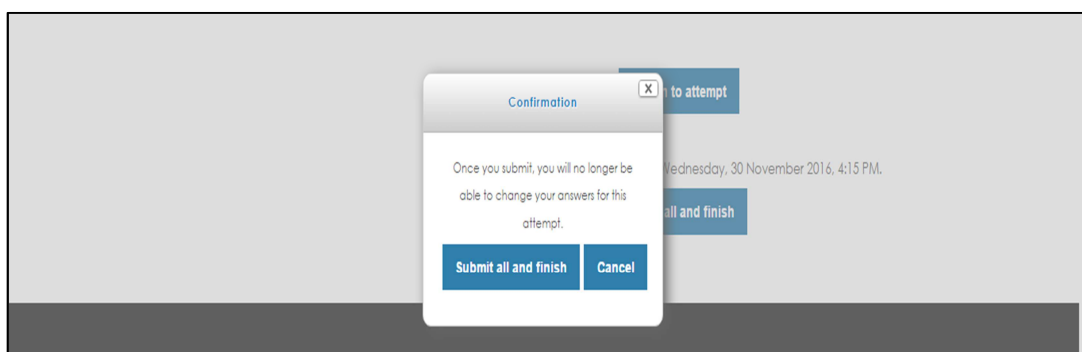 to attempt
Confirmation
X
Once you submit, you will no longer be
able to change your answers for this
attempt.
Wednesday, 30 November 2016, 4:15 PM.
all and finish
Submit all and finish Cancel